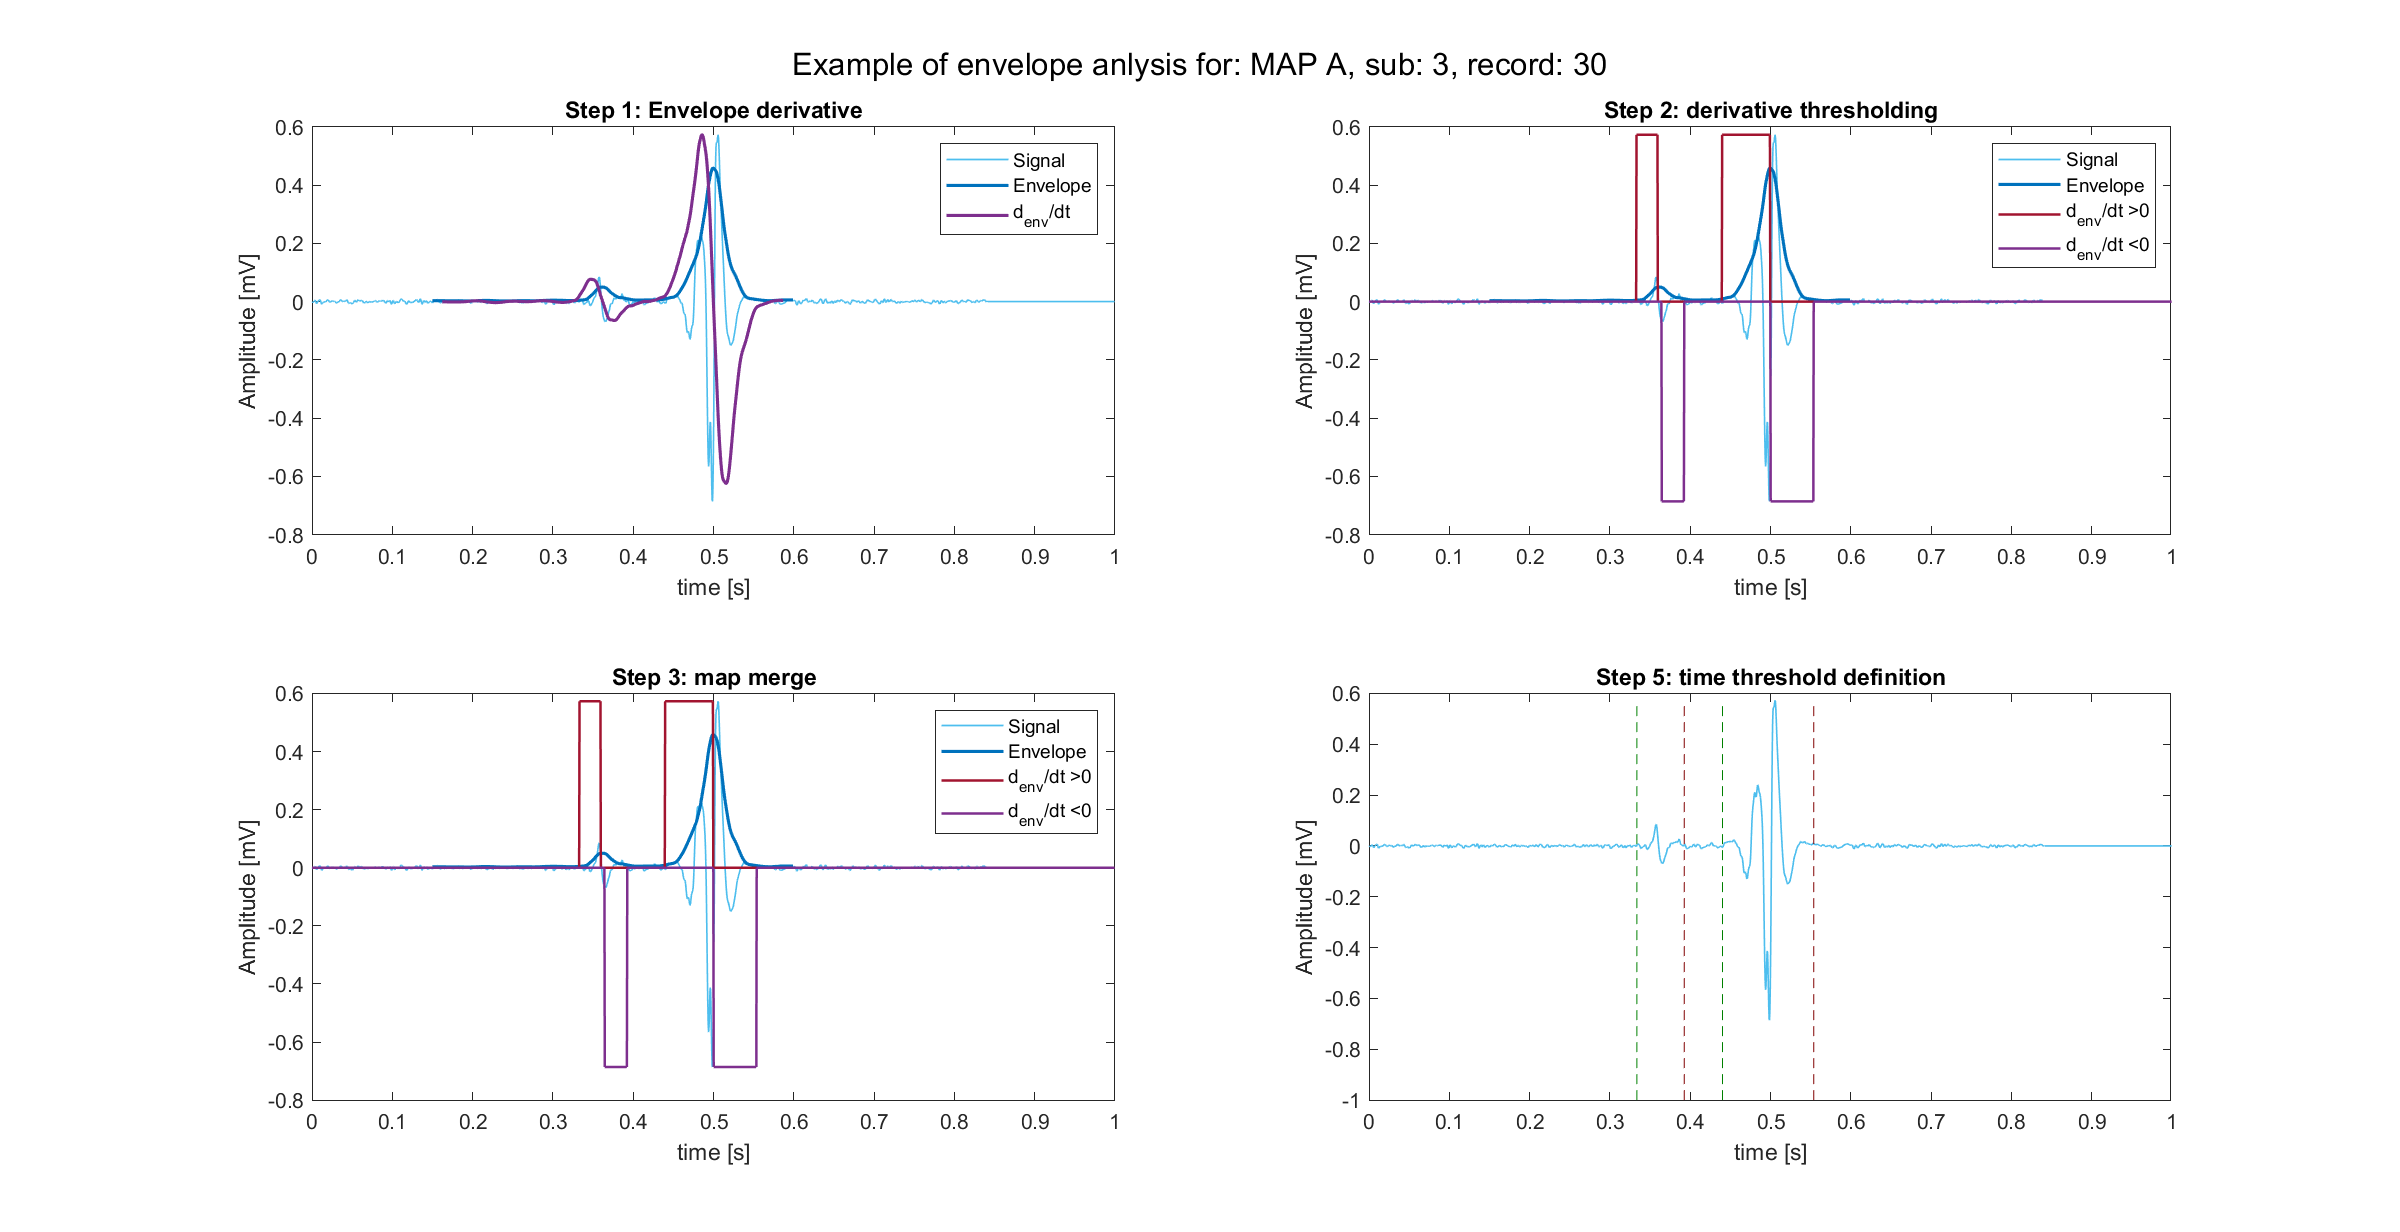 Example of envelope anlysis for: MAP A, sub: 3, record: 30
Step 1: Envelope derivative
0.6
0.4
0.2
0
-0.2
-0.4
-0.6
-0.8
Amplitude [mV]
Signal
Envelope
d_env/dt
0 0.1 0.2 0.3 0.4 0.5 0.6 0.7 0.8 0.9 1
time [s]
Step 2: derivative thresholding
0.6
0.4
0.2
0
-0.2
-0.4
-0.6
-0.8
Amplitude [mV]
Signal
Envelope
d_env/dt >0
d_env/dt <0
0 0.1 0.2 0.3 0.4 0.5 0.6 0.7 0.8 0.9 1
time [s]
Step 3: map merge
0.6
0.4
0.2
0
-0.2
-0.4
-0.6
-0.8
Amplitude [mV]
Signal
Envelope
d_env/dt >0
d_env/dt <0
0 0.1 0.2 0.3 0.4 0.5 0.6 0.7 0.8 0.9 1
time [s]
Step 5: time threshold definition
0.6
0.4
0.2
0
-0.2
-0.4
-0.6
-0.8
-1
Amplitude [mV]
0 0.1 0.2 0.3 0.4 0.5 0.6 0.7 0.8 0.9 1
time [s]